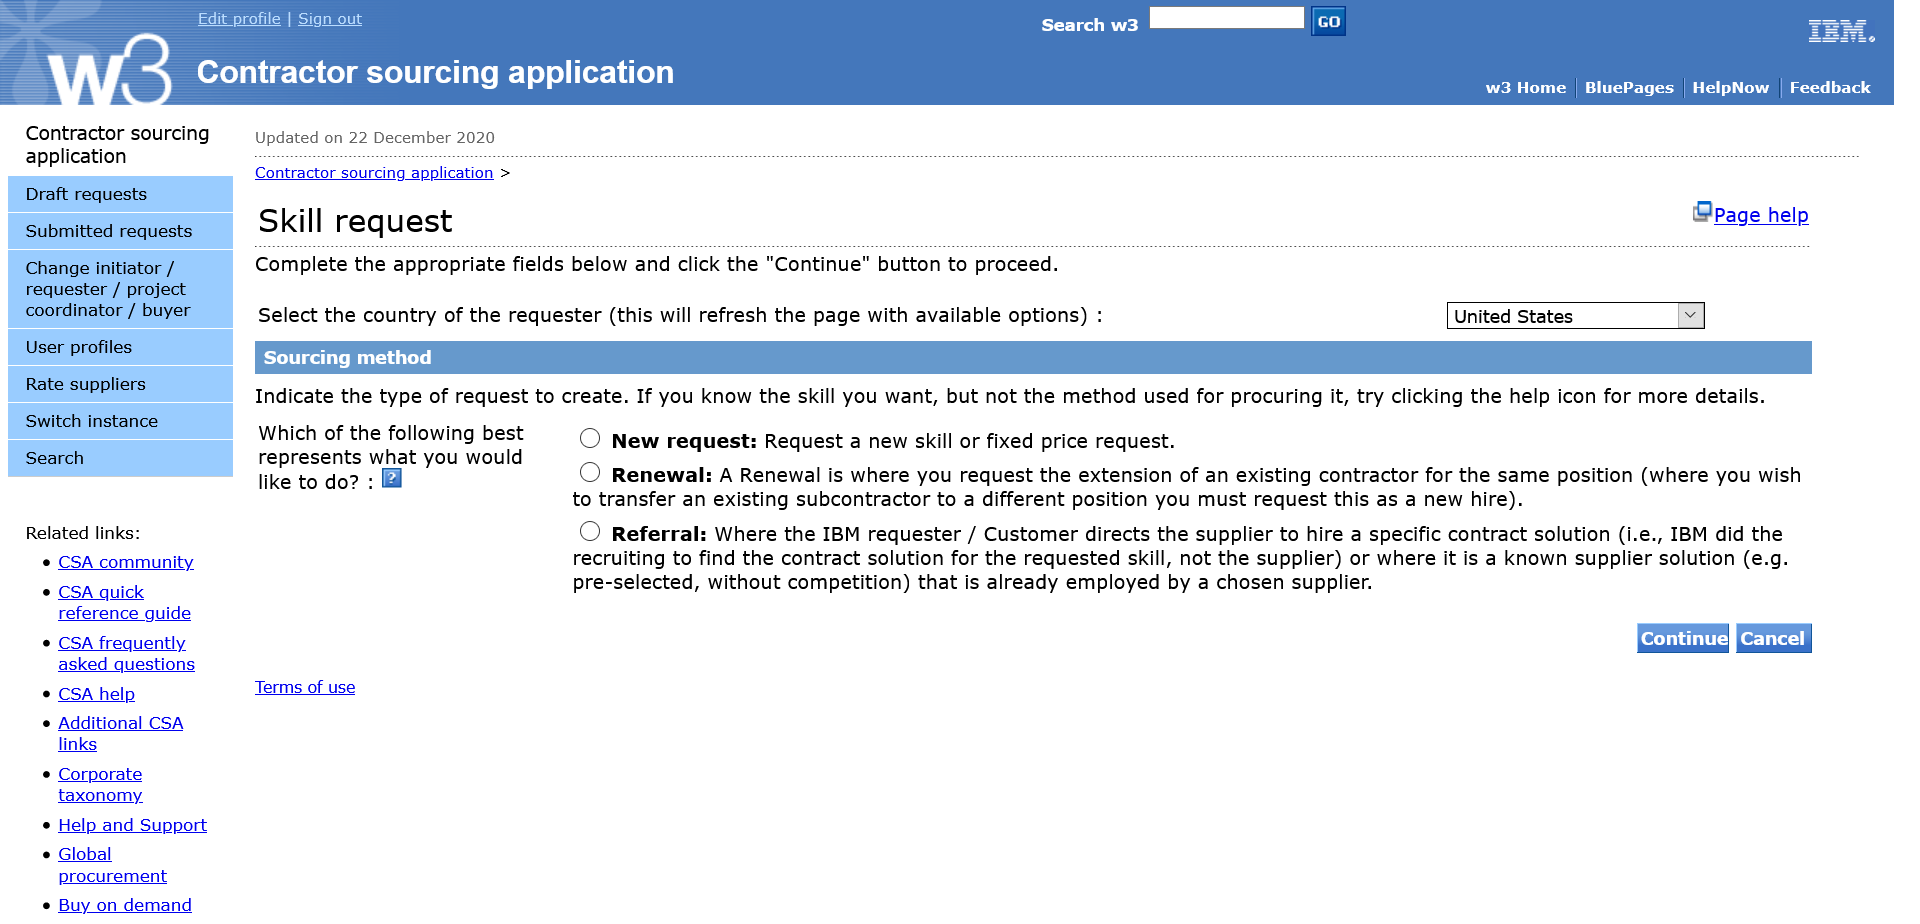 Edit profile | Sign out
Search w3
GO
IBM.
w3
Contractor sourcing application
w3 Home
BluePages
HelpNow
Feedback
Contractor sourcing
application
Draft requests
Submitted requests
Change initiator /
requester / project
coordinator / buyer
User profiles
Rate suppliers
Switch instance
Search
Related links:
• CSA community
• CSA quick
reference guide
• CSA frequently
asked questions
• CSA help
• Additional CSA
links
• Corporate
taxonomy
• Help and Support
• Global
procurement
• Buy on demand
Updated on 22 December 2020
Contractor sourcing application >
Skill request
Page help
Complete the appropriate fields below and click the "Continue" button to proceed.
Select the country of the requester (this will refresh the page with available options) :
United States
Sourcing method
Indicate the type of request to create. If you know the skill you want, but not the method used for procuring it, try clicking the help icon for more details.
Which of the following best
represents what you would
like to do? : ?
New request: Request a new skill or fixed price request.
Renewal: A Renewal is where you request the extension of an existing contractor for the same position (where you wish
to transfer an existing subcontractor to a different position you must request this as a new hire).
Referral: Where the IBM requester / Customer directs the supplier to hire a specific contract solution (i.e., IBM did the
recruiting to find the contract solution for the requested skill, not the supplier) or where it is a known supplier solution (e.g.
pre-selected, without competition) that is already employed by a chosen supplier.
Continue
Cancel
Terms of use